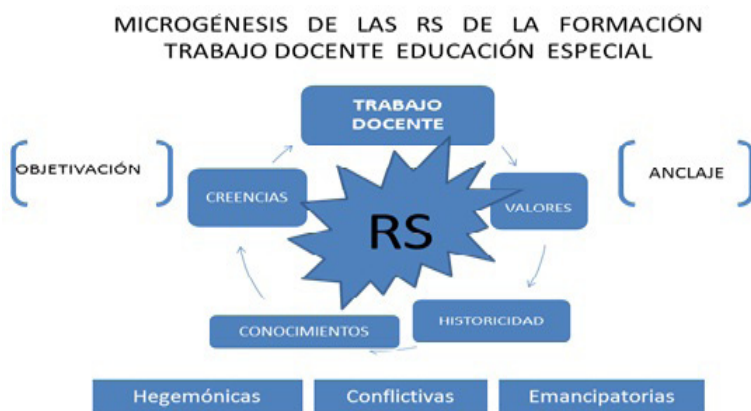 MICROGÉNESIS DE LAS RS DE LA FORMACIÓN
TRABAJO DOCENTE EDUCACIÓN ESPECIAL
TRABAJO
DOCENTE
OBJETIVACIÓN
ANCLAJE
CREENCIAS
VALORES
RS
CONOCIMIENTOS
HISTORICIDAD
Hegemónicas
Conflictivas
Emancipatorias